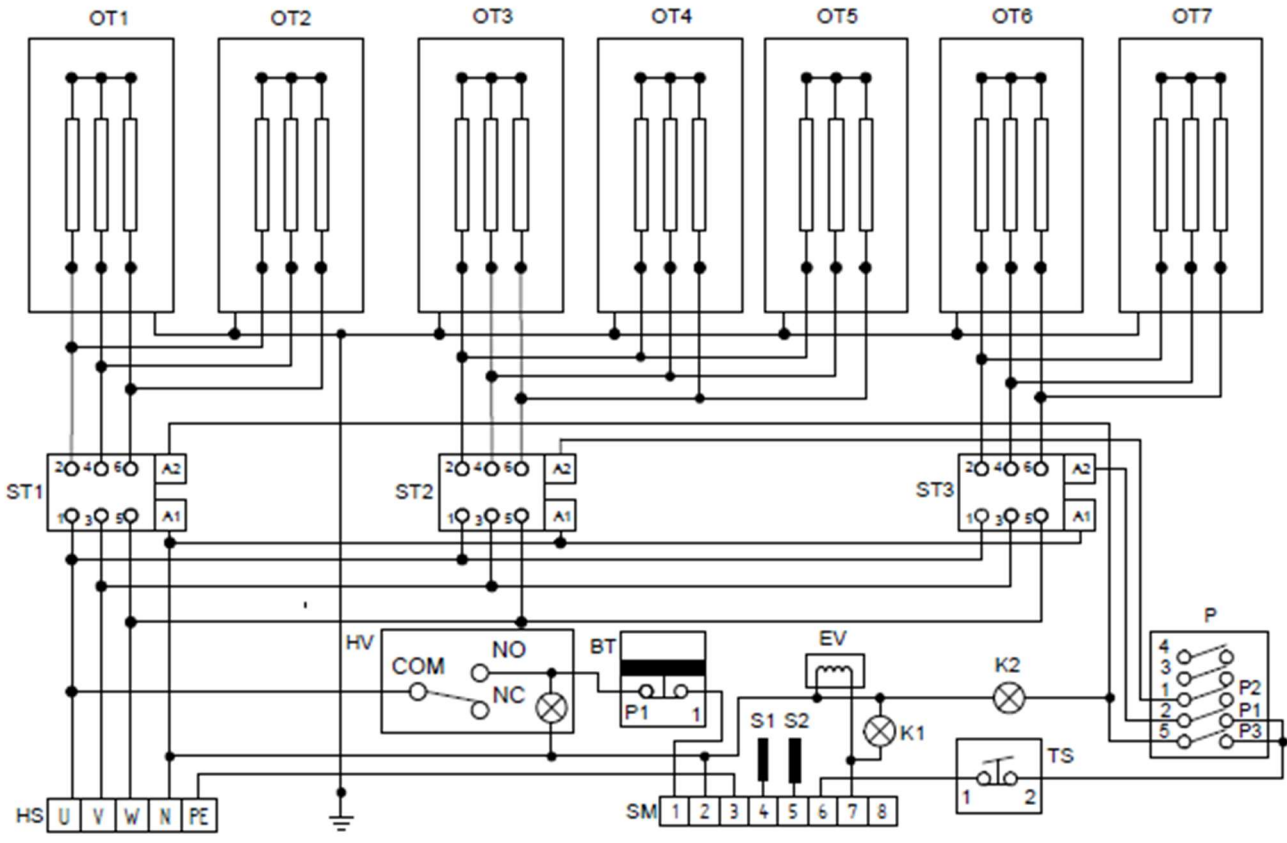 OT1 OT2 OT3 OT4 OT5 OT6 OT7
2 4 6 A2 2 4 6 A2 2 4 6 A2
ST1 ST2 ST3
1 3 5 A1 1 3 5 A1 1 3 5 A1
P
HV NO BT EV 4
COM K2 3
NC 1 P2
P1 1 S1 S2 K1 2 P1
5 P3
TS
1 2
HS U V W N PE SM 1 2 3 4 5 6 7 8